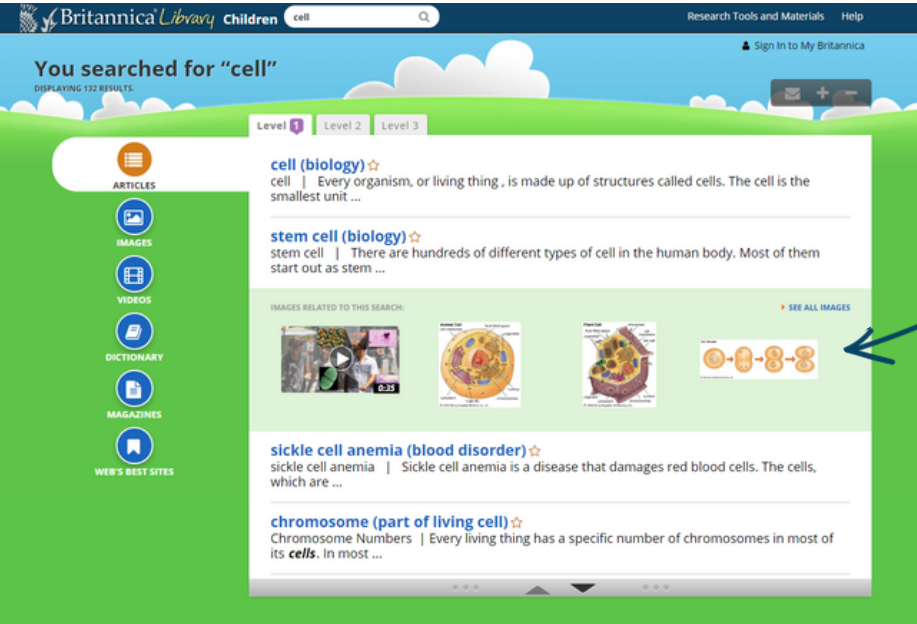 Britannica Library Children
cell
Research Tools and Materials Help
Sign In to My Britannica
You searched for “cell”
DISPLAYING 132 RESULTS.
Level 1 Level 2 Level 3
ARTICLES
IMAGES
VIDEOS
DICTIONARY
MAGAZINES
WEB'S BEST SITES
cell (biology)
cell | Every organism, or living thing , is made up of structures called cells. The cell is the
smallest unit ...
stem cell (biology)
stem cell | There are hundreds of different types of cell in the human body. Most of them
start out as stem ...
IMAGES RELATED TO THIS SEARCH:
SEE ALL IMAGES
0:35
Animal Cell
Plant Cell
sickle cell anemia (blood disorder)
sickle cell anemia | Sickle cell anemia is a disease that damages red blood cells. The cells,
which are ...
chromosome (part of living cell)
Chromosome Numbers | Every living thing has a specific number of chromosomes in most of
its cells. In most ...